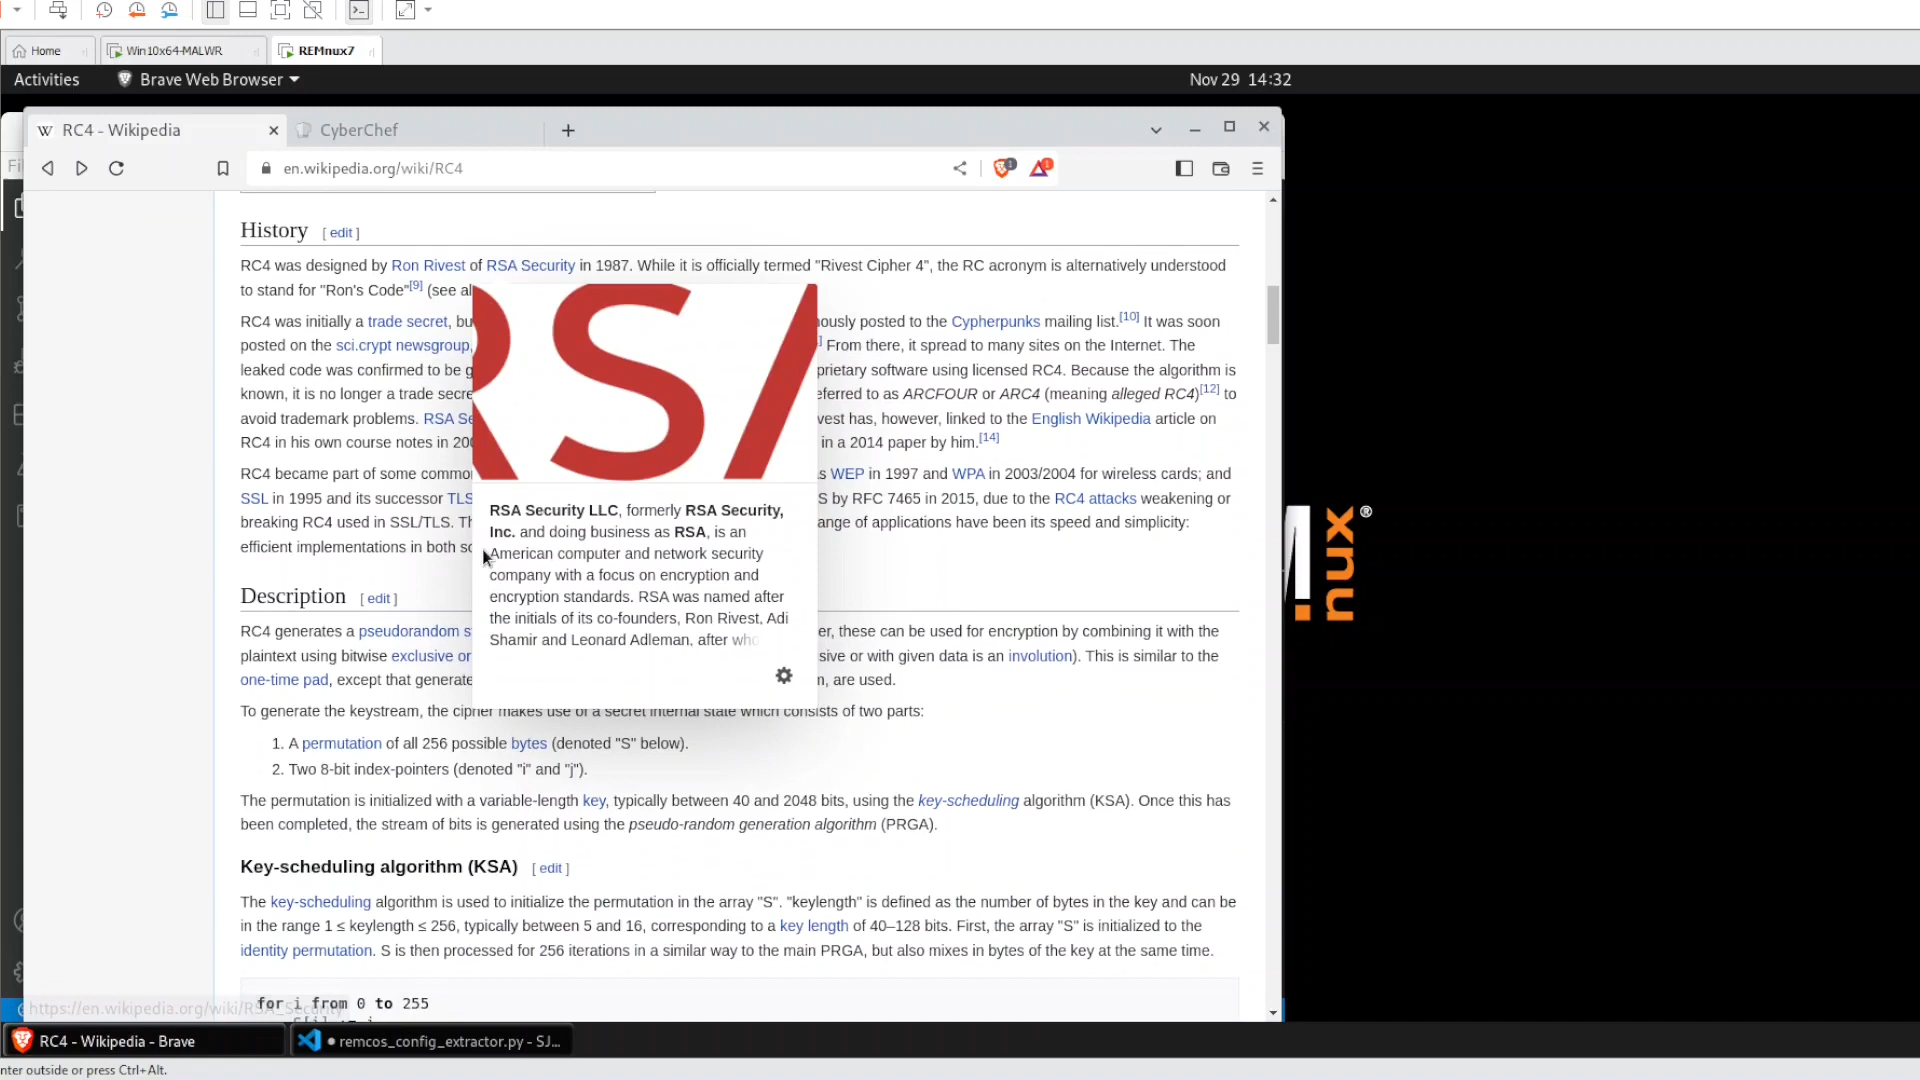 Home
Win10x64-MALWR
REMnux7
Activities
Brave Web Browser
Nov 29 14:32
RC4 - Wikipedia
CyberChef
en.wikipedia.org/wiki/RC4
History [ edit ]
RC4 was designed by Ron Rivest of RSA Security in 1987. While it is officially termed "Rivest Cipher 4", the RC acronym is alternatively understood
to stand for "Ron's Code"[9] (see al
RC4 was initially a trade secret, bu
ously posted to the Cypherpunks mailing list.[10] It was soon
posted on the sci.crypt newsgroup,
From there, it spread to many sites on the Internet. The
leaked code was confirmed to be g
prietary software using licensed RC4. Because the algorithm is
known, it is no longer a trade secre
eferred to as ARCFOUR or ARC4 (meaning alleged RC4)[12] to
avoid trademark problems. RSA Se
vest has, however, linked to the English Wikipedia article on
RC4 in his own course notes in 200
in a 2014 paper by him.[14]
RC4 became part of some common
s WEP in 1997 and WPA in 2003/2004 for wireless cards; and
SSL in 1995 and its successor TLS
S by RFC 7465 in 2015, due to the RC4 attacks weakening or
breaking RC4 used in SSL/TLS. Th
ange of applications have been its speed and simplicity:
efficient implementations in both so
RSA
RSA Security LLC, formerly RSA Security,
Inc. and doing business as RSA, is an
American computer and network security
company with a focus on encryption and
encryption standards. RSA was named after
the initials of its co-founders, Ron Rivest, Adi
Shamir and Leonard Adleman, after who
Description [ edit ]
RC4 generates a pseudorandom s
er, these can be used for encryption by combining it with the
plaintext using bitwise exclusive or
sive or with given data is an involution). This is similar to the
one-time pad, except that generate
n, are used.
To generate the keystream, the cipher makes use of a secret internal state which consists of two parts:
1. A permutation of all 256 possible bytes (denoted "S" below).
2. Two 8-bit index-pointers (denoted "i" and "j").
The permutation is initialized with a variable-length key, typically between 40 and 2048 bits, using the key-scheduling algorithm (KSA). Once this has
been completed, the stream of bits is generated using the pseudo-random generation algorithm (PRGA).
Key-scheduling algorithm (KSA) [ edit ]
The key-scheduling algorithm is used to initialize the permutation in the array "S". "keylength" is defined as the number of bytes in the key and can be
in the range 1 ≤ keylength ≤ 256, typically between 5 and 16, corresponding to a key length of 40–128 bits. First, the array "S" is initialized to the
identity permutation. S is then processed for 256 iterations in a similar way to the main PRGA, but also mixes in bytes of the key at the same time.
for i from 0 to 255
https://en.wikipedia.org/wiki/RSA_Security
nux®
RC4 - Wikipedia - Brave
● remcos_config_extractor.py - SJ...
nter outside or press Ctrl+Alt.